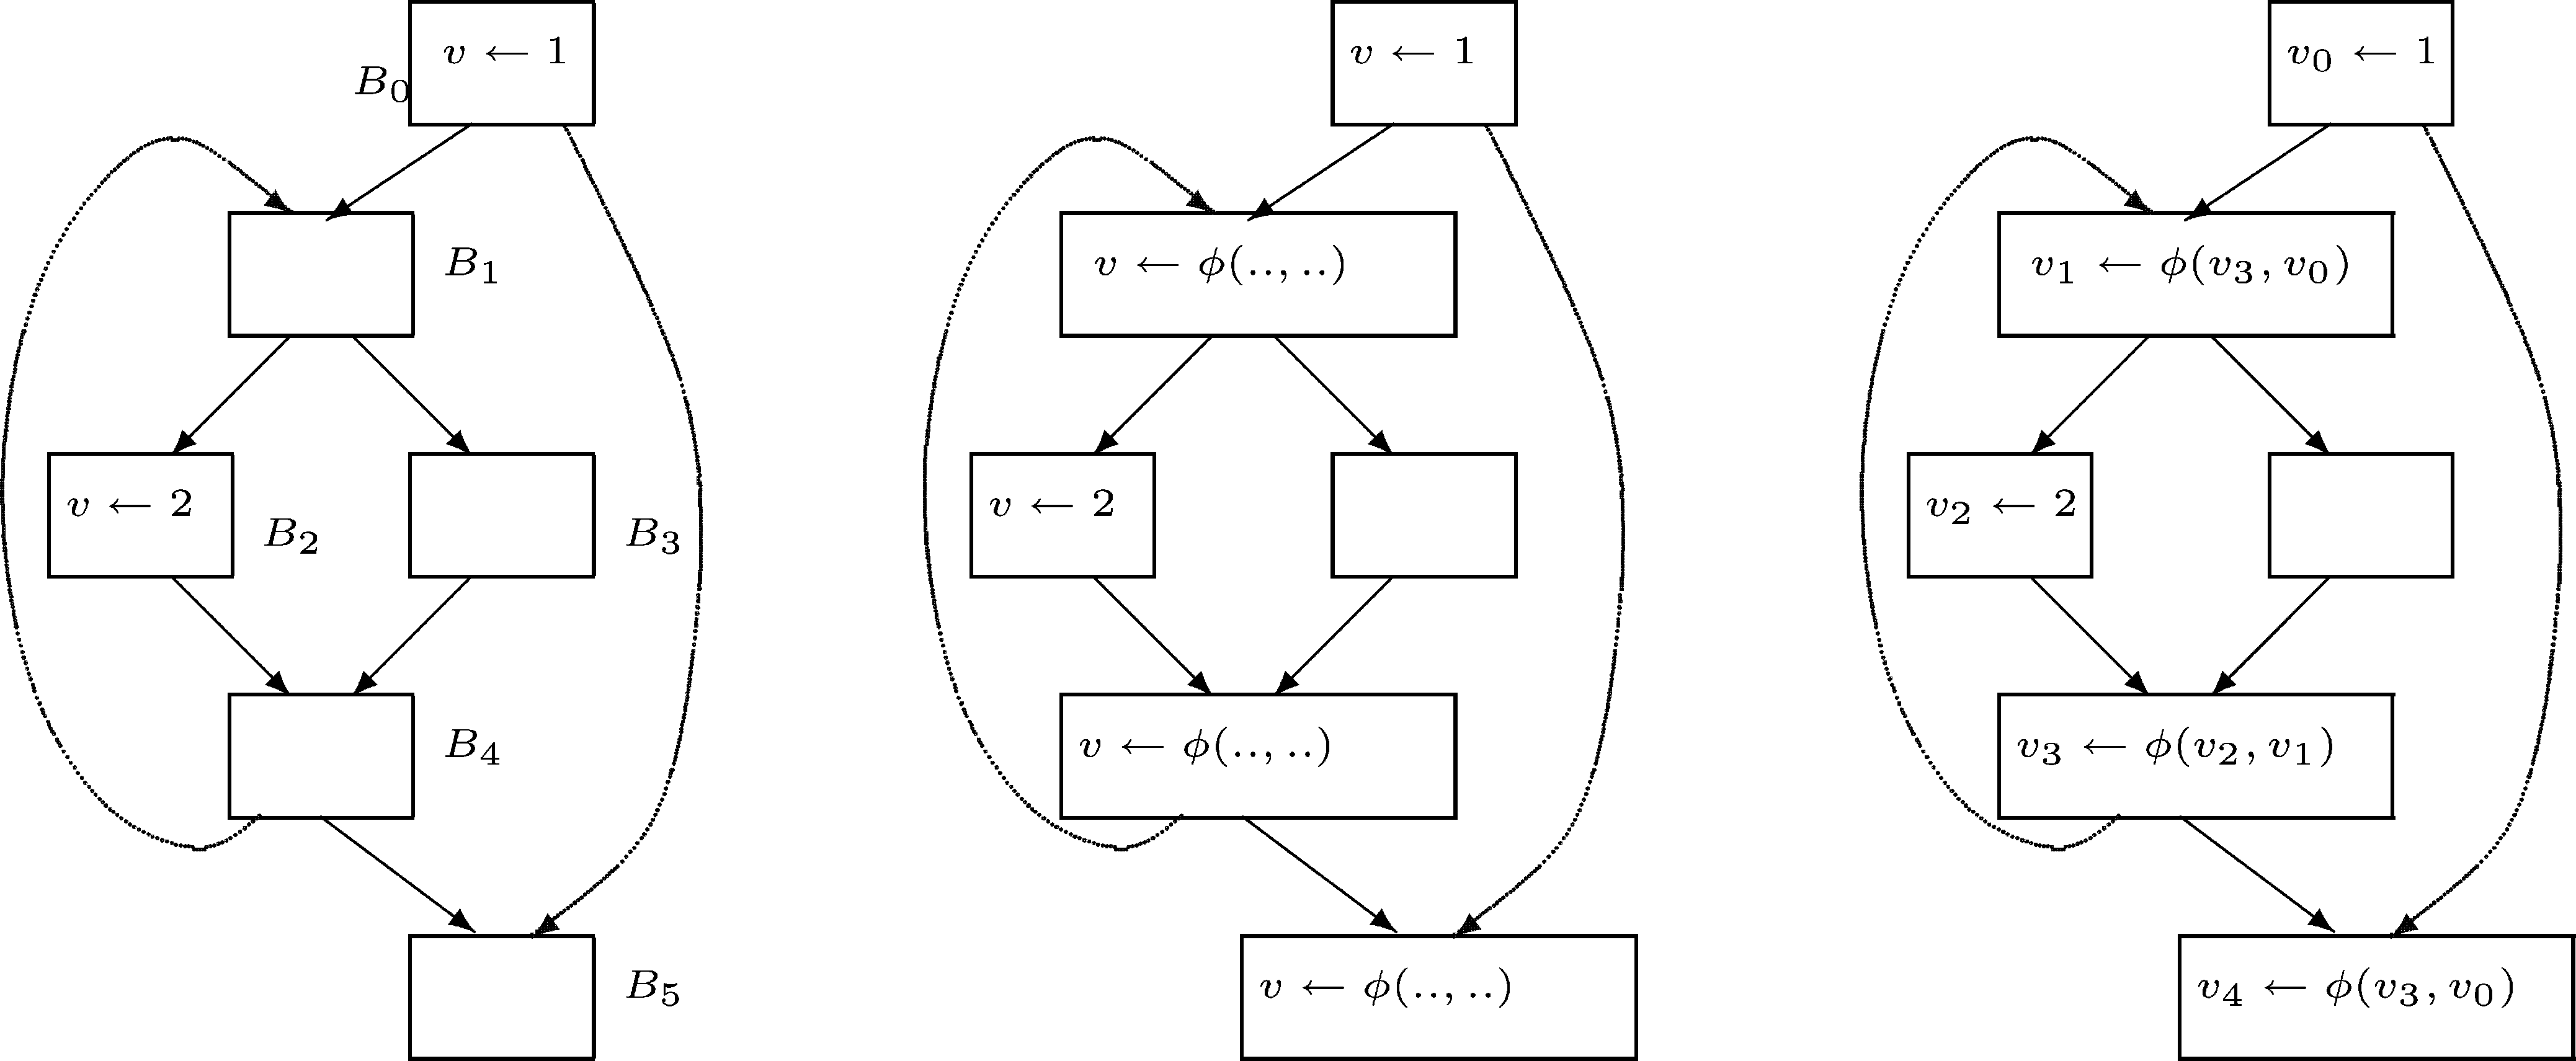 v ← 1
B₀
B₁
v ← 2
B₂
B₃
B₄
B₅
v ← 1
v ← ϕ(.., ..)
v ← 2
v ← ϕ(.., ..)
v ← ϕ(.., ..)
v₀ ← 1
v₁ ← ϕ(v₃, v₀)
v₂ ← 2
v₃ ← ϕ(v₂, v₁)
v₄ ← ϕ(v₃, v₀)